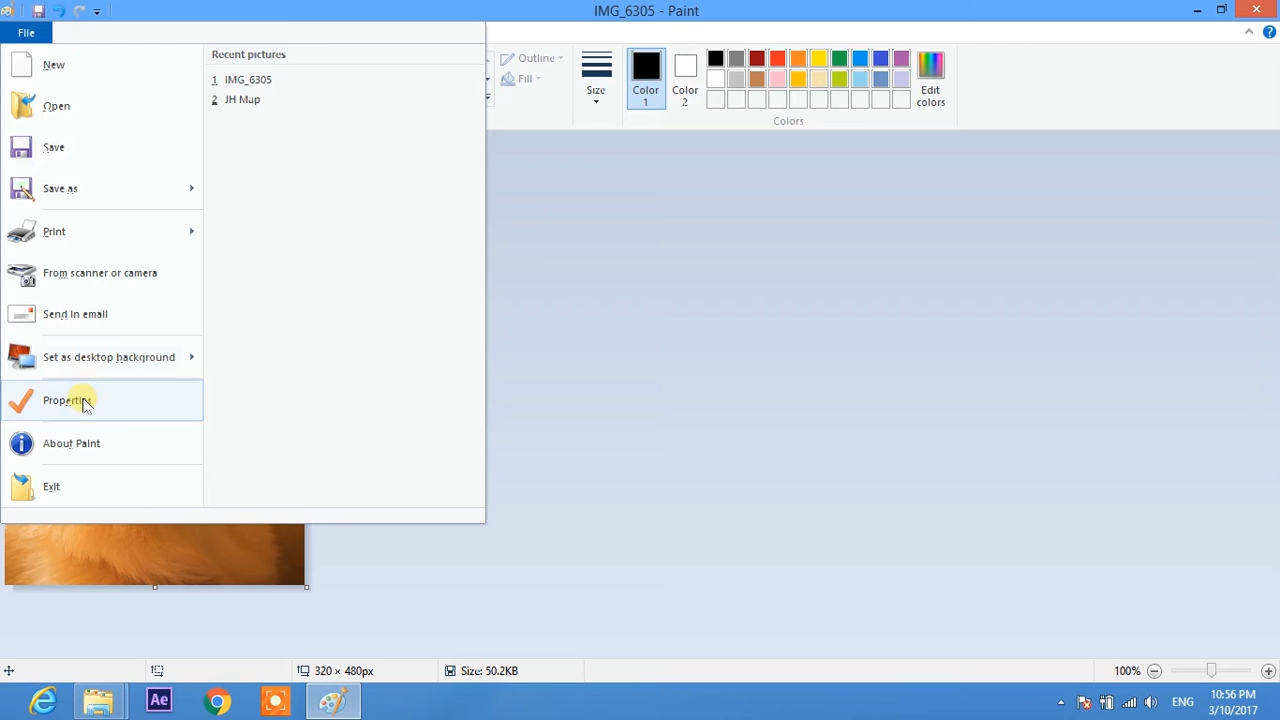 IMG_6305 - Paint
File
New
Open
Save
Save as
Print
From scanner or camera
Send in email
Set as desktop background
Properties
About Paint
Exit
Recent pictures
1 IMG_6305
2 JH Mup
Outline
Fill
Size
Color 1
Color 2
Edit colors
Colors
320 × 480px
Size: 50.2KB
100%
Ae
ENG
10:56 PM
3/10/2017